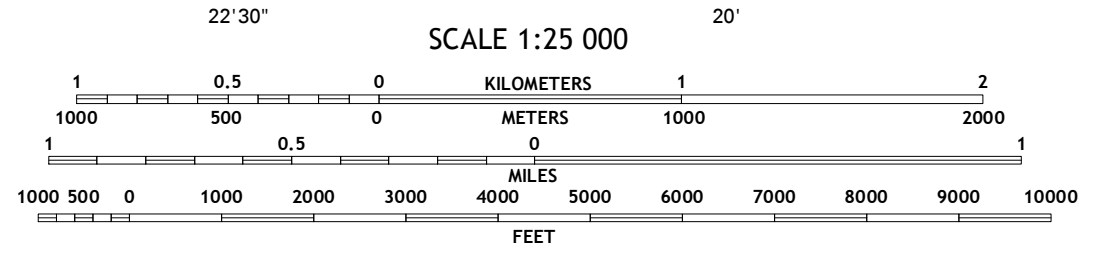 22'30" 20'
SCALE 1:25 000
1 0.5 0 KILOMETERS 1 2
1000 500 0 METERS 1000 2000
1 0.5 0 1
MILES
1000 500 0 1000 2000 3000 4000 5000 6000 7000 8000 9000 10000
FEET